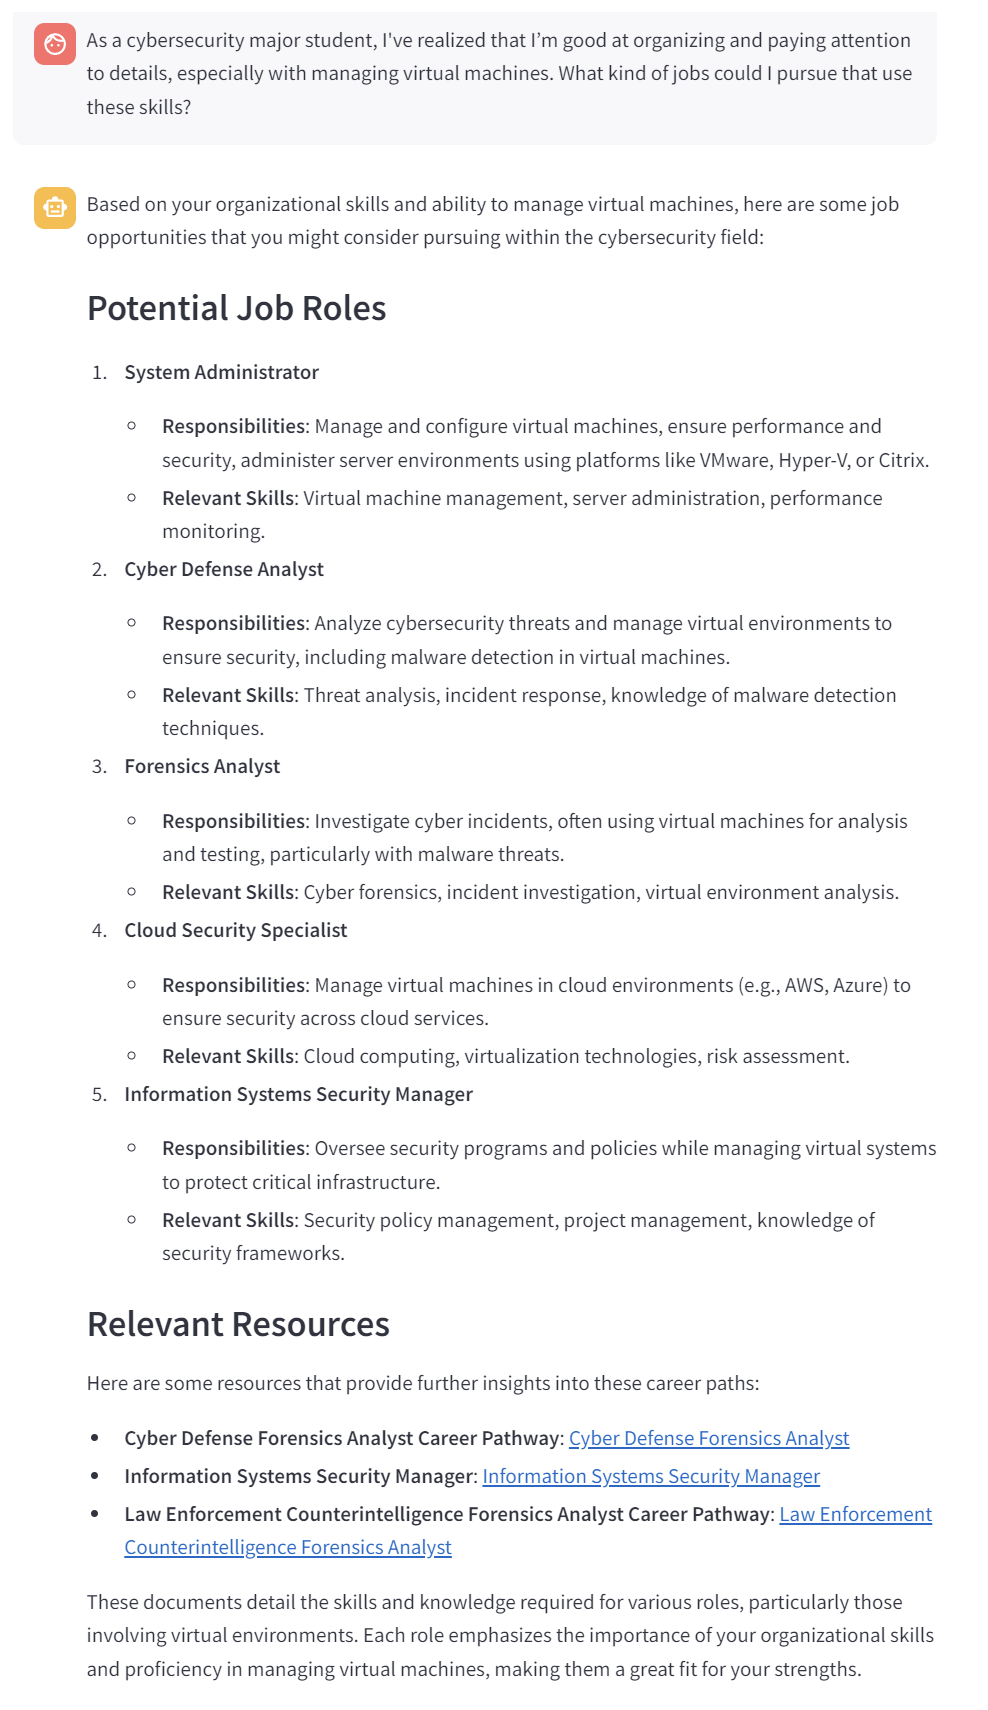 As a cybersecurity major student, I've realized that I’m good at organizing and paying attention
to details, especially with managing virtual machines. What kind of jobs could I pursue that use
these skills?
Based on your organizational skills and ability to manage virtual machines, here are some job
opportunities that you might consider pursuing within the cybersecurity field:
Potential Job Roles
1. System Administrator
○ Responsibilities: Manage and configure virtual machines, ensure performance and
security, administer server environments using platforms like VMware, Hyper-V, or Citrix.
○ Relevant Skills: Virtual machine management, server administration, performance
monitoring.
2. Cyber Defense Analyst
○ Responsibilities: Analyze cybersecurity threats and manage virtual environments to
ensure security, including malware detection in virtual machines.
○ Relevant Skills: Threat analysis, incident response, knowledge of malware detection
techniques.
3. Forensics Analyst
○ Responsibilities: Investigate cyber incidents, often using virtual machines for analysis
and testing, particularly with malware threats.
○ Relevant Skills: Cyber forensics, incident investigation, virtual environment analysis.
4. Cloud Security Specialist
○ Responsibilities: Manage virtual machines in cloud environments (e.g., AWS, Azure) to
ensure security across cloud services.
○ Relevant Skills: Cloud computing, virtualization technologies, risk assessment.
5. Information Systems Security Manager
○ Responsibilities: Oversee security programs and policies while managing virtual systems
to protect critical infrastructure.
○ Relevant Skills: Security policy management, project management, knowledge of
security frameworks.
Relevant Resources
Here are some resources that provide further insights into these career paths:
• Cyber Defense Forensics Analyst Career Pathway: Cyber Defense Forensics Analyst
• Information Systems Security Manager: Information Systems Security Manager
• Law Enforcement Counterintelligence Forensics Analyst Career Pathway: Law Enforcement
Counterintelligence Forensics Analyst
These documents detail the skills and knowledge required for various roles, particularly those
involving virtual environments. Each role emphasizes the importance of your organizational skills
and proficiency in managing virtual machines, making them a great fit for your strengths.